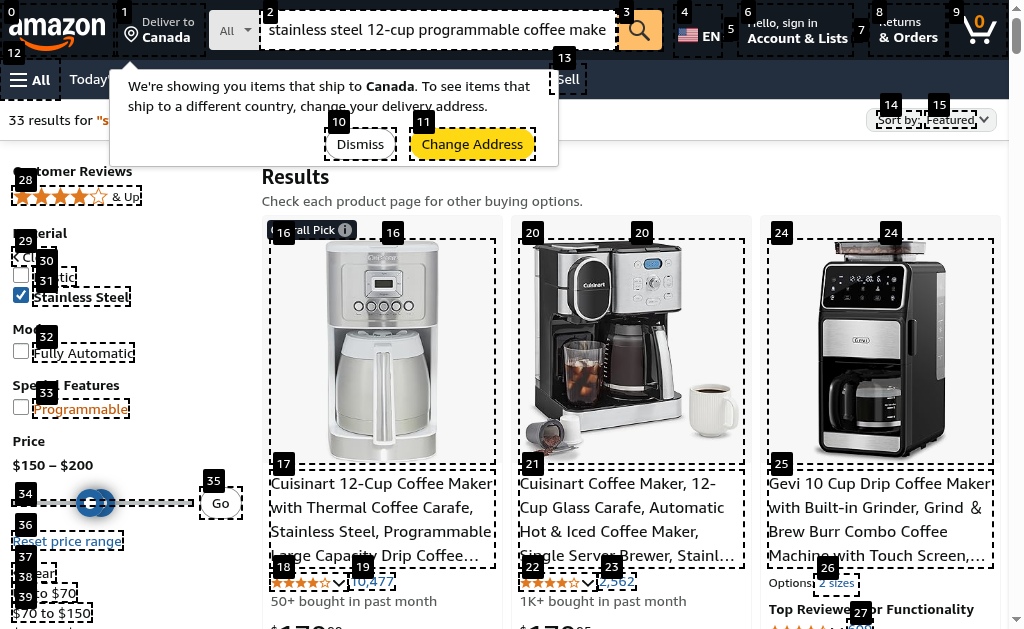 amazon
Deliver to
Canada
All
stainless steel 12-cup programmable coffee make
EN
Hello, sign in
Account & Lists
Returns
& Orders
0
All
Today
Sell
We're showing you items that ship to Canada. To see items that
ship to a different country, change your delivery address.
Dismiss
Change Address
33 results for "s
Sort by: Featured
Customer Reviews
& Up
Material
Stainless Steel
Fully Automatic
Special Features
Programmable
Price
$150 – $200
Go
Reset price range
to $70
$70 to $150
Results
Check each product page for other buying options.
Cuisinart 12-Cup Coffee Maker
with Thermal Coffee Carafe,
Stainless Steel, Programmable
Large Capacity Drip Coffee…
10,477
50+ bought in past month
Cuisinart
Cuisinart Coffee Maker, 12-
Cup Glass Carafe, Automatic
Hot & Iced Coffee Maker,
Single Server Brewer, Stainl…
2,562
1K+ bought in past month
Gevi
Gevi 10 Cup Drip Coffee Maker
with Built-in Grinder, Grind ＆
Brew Burr Combo Coffee
Machine with Touch Screen,…
Options: 2 sizes
Top Reviewed for Functionality
0
1
2
3
4
5
6
7
8
9
10
11
12
13
14
15
16
16
17
18
19
20
20
21
22
23
24
24
25
26
27
28
29
30
31
32
33
34
35
36
37
38
39